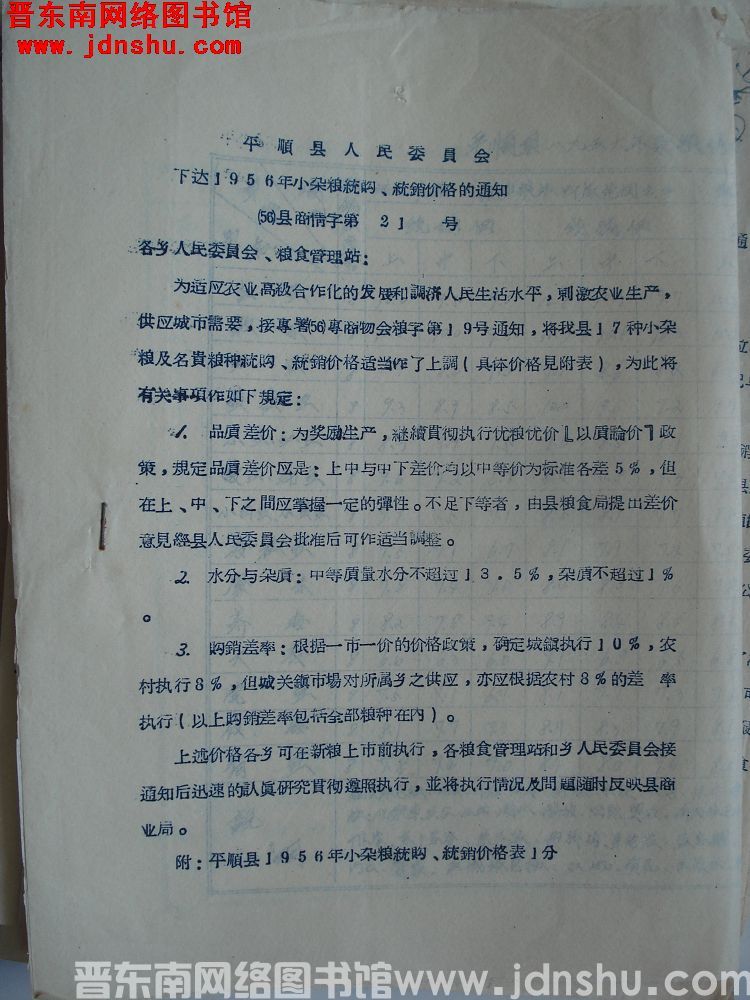 晋东南网络图书馆
www.jdnshu.com
平順县人民委員会
下达1956年小杂粮統购、統銷价格的通知
(56)县商情字第 21 号
各乡人民委員会、粮食管理站：
为适应农业高級合作化的发展和調济人民生活水平，刺激农业生产，
供应城市需要，接專署(56)專商物会粮字第19号通知，将我县17种小杂
粮及名貴粮种統购、統銷价格适当作了上調（具体价格見附表），为此将
有关事項作如下規定：
1. 品质差价：为奖励生产，継續貫彻执行优粮优价『以質論价』政
策，規定品質差价应是：上中与中下差价均以中等价为标准各差5%，但
在上、中、下之間应掌握一定的彈性。不足下等者，由县粮食局提出差价
意見經县人民委員会批准后可作适当調整。
2. 水分与杂質：中等質量水分不超过13.5%，杂質不超过1%
。
3. 购銷差率：根据一市一价的价格政策，确定城鎮执行10%，农
村执行8%，但城关鎮市場对所属乡之供应，亦应根据农村8%的差 率
执行（以上购銷差率包括全部粮种在內）。
上述价格各乡可在新粮上市前执行，各粮食管理站和乡人民委員会接
通知后迅速的認眞研究貫彻遵照执行，並将执行情况及問題随时反映县商
业局。
附：平順县1956年小杂粮統购、統銷价格表1分
晋东南网络图书馆www.jdnshu.com